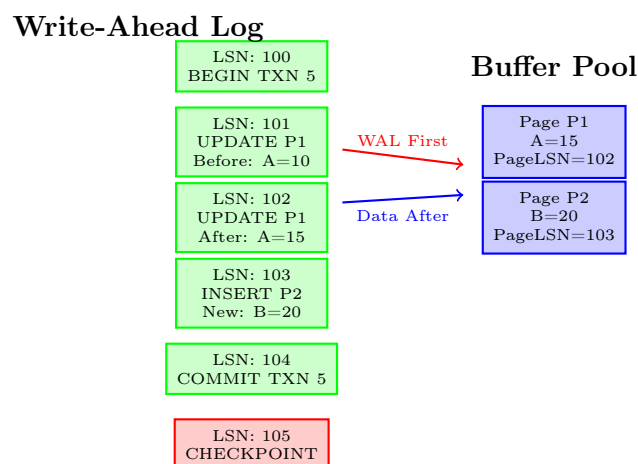 Write-Ahead Log
LSN: 100
BEGIN TXN 5
LSN: 101
UPDATE P1
Before: A=10
LSN: 102
UPDATE P1
After: A=15
LSN: 103
INSERT P2
New: B=20
LSN: 104
COMMIT TXN 5
LSN: 105
CHECKPOINT
WAL First
Data After
Buffer Pool
Page P1
A=15
PageLSN=102
Page P2
B=20
PageLSN=103